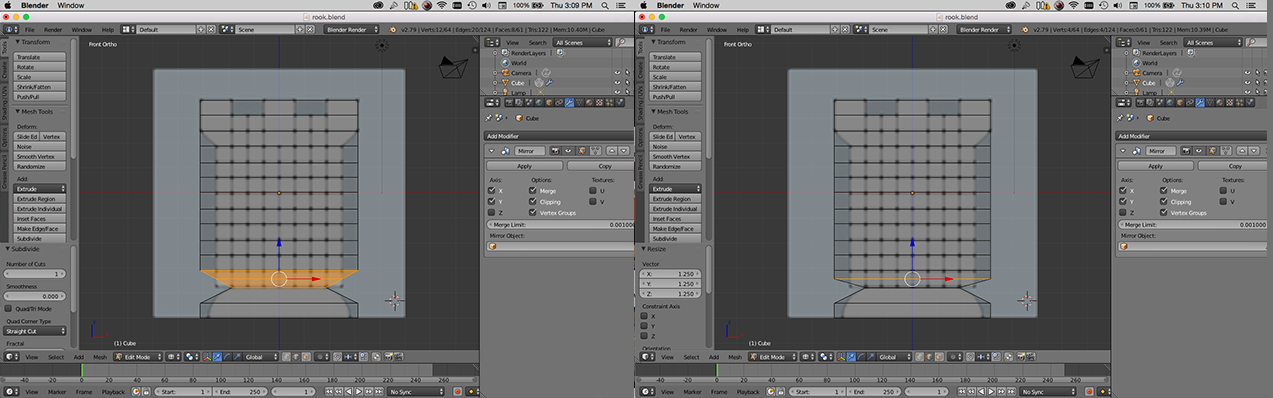 Blender Window 100% Thu 3:09 PM
rook.blend
File Render Window Help Default Scene Blender Render v2.79 | Verts:12/64 | Edges:20/124 | Faces:8/61 | Tris:122 | Mem:10.40M | Cube
Transform
Translate
Rotate
Scale
Shrink/Fatten
Push/Pull
Mesh Tools
Deform:
Slide Ed Vertex
Noise
Smooth Vertex
Randomize
Add:
Extrude
Extrude Region
Extrude Individual
Inset Faces
Make Edge/Face
Subdivide
Subdivide
Number of Cuts
1
Smoothness
0.000
Quad/Tri Mode
Quad Corner Type
Straight Cut
Fractal
Tools
Create
Shading / UVs
Options
Grease Pencil
Front Ortho
(1) Cube
View Search All Scenes
RenderLayers
World
Camera
Cube
Lamp
Cube
Add Modifier
Mirror
Apply Copy
Axis: Options: Textures:
X Merge U
Y Clipping V
Z Vertex Groups
Merge Limit: 0.001000
Mirror Object:
View Select Add Mesh Edit Mode Global
-40 -20 0 20 40 60 80 100 120 140 160 180 200 220 240 260
View Marker Frame Playback Start: 1 End: 250 1 No Sync
Blender Window 100% Thu 3:10 PM
rook.blend
File Render Window Help Default Scene Blender Render v2.79 | Verts:4/64 | Edges:4/124 | Faces:0/61 | Tris:122 | Mem:10.39M | Cube
Transform
Translate
Rotate
Scale
Shrink/Fatten
Push/Pull
Mesh Tools
Deform:
Slide Ed Vertex
Noise
Smooth Vertex
Randomize
Add:
Extrude
Extrude Region
Extrude Individual
Inset Faces
Make Edge/Face
Subdivide
Resize
Vector
X: 1.250
Y: 1.250
Z: 1.250
Constraint Axis
X
Y
Z
Orientation
Tools
Create
Shading / UVs
Options
Grease Pencil
Front Ortho
(1) Cube
View Search All Scenes
RenderLayers
World
Camera
Cube
Lamp
Cube
Add Modifier
Mirror
Apply Copy
Axis: Options: Textures:
X Merge U
Y Clipping V
Z Vertex Groups
Merge Limit: 0.001000
Mirror Object:
View Select Add Mesh Edit Mode Global
-40 -20 0 20 40 60 80 100 120 140 160 180 200 220 240 260
View Marker Frame Playback Start: 1 End: 250 1 No Sync